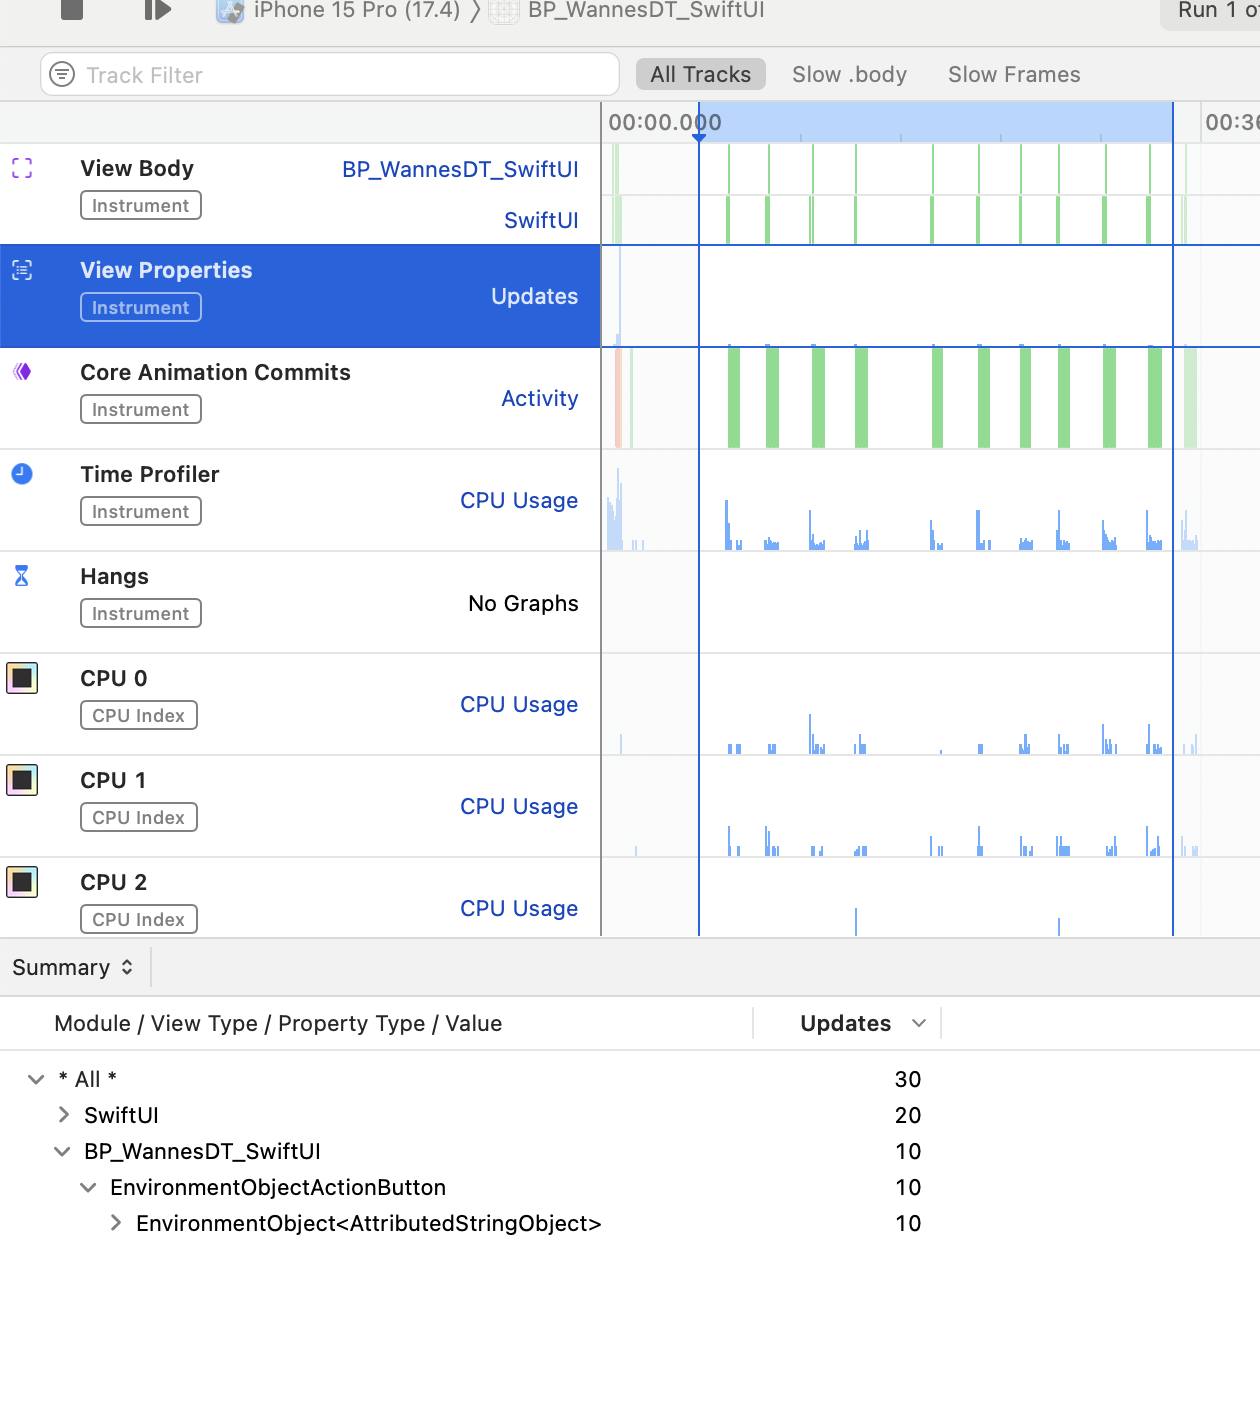 iPhone 15 Pro (17.4) 〉 BP_WannesDT_SwiftUI
Run 1 o
Track Filter
All Tracks Slow .body Slow Frames
00:00.000 00:36
View Body BP_WannesDT_SwiftUI
Instrument
SwiftUI
View Properties
Instrument Updates
Core Animation Commits
Instrument Activity
Time Profiler
Instrument CPU Usage
Hangs
Instrument No Graphs
CPU 0
CPU Index CPU Usage
CPU 1
CPU Index CPU Usage
CPU 2
CPU Index CPU Usage
Summary
Module / View Type / Property Type / Value Updates
* All * 30
SwiftUI 20
BP_WannesDT_SwiftUI 10
EnvironmentObjectActionButton 10
EnvironmentObject<AttributedStringObject> 10